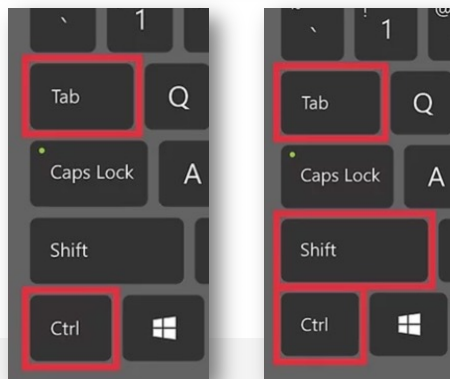 ` 1
Tab Q
Caps Lock A
Shift
Ctrl
~ ! @
` 1
Tab Q
Caps Lock A
Shift
Ctrl